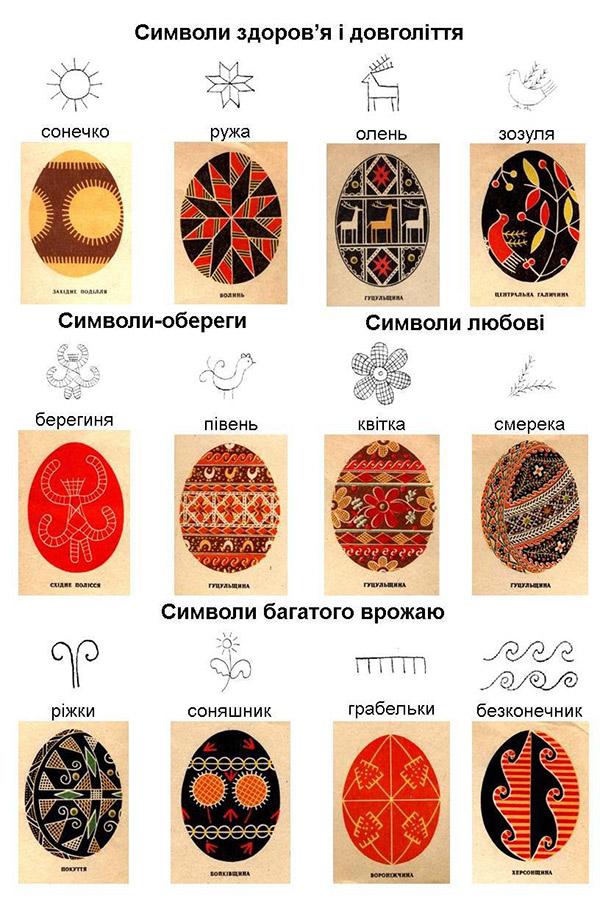 Символи здоров’я і довголіття
сонечко ружа олень зозуля
ЗАХІДНЕ ПОДІЛЛЯ ВОЛИНЬ ГУЦУЛЬЩИНА ЦЕНТРАЛЬНА ГАЛИЧИНА
Символи-обереги Символи любові
берегиня півень квітка смерека
СХІДНЕ ПОЛІССЯ ГУЦУЛЬЩИНА ГУЦУЛЬЩИНА ГУЦУЛЬЩИНА
Символи багатого врожаю
ріжки соняшник грабельки безконечник
ПОКУТТЯ БОЙКІВЩИНА ВОРОНІЖЧИНА ХЕРСОНЩИНА